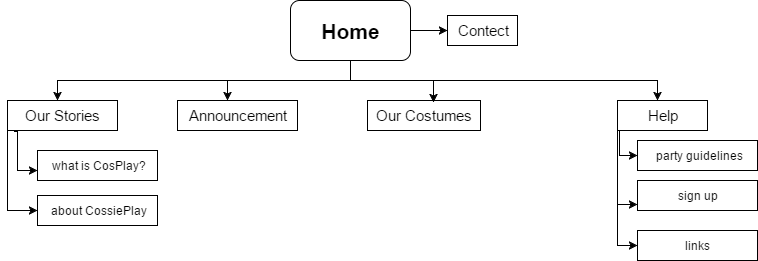 Home
Contect
Our Stories
Announcement
Our Costumes
Help
what is CosPlay?
party guidelines
about CossiePlay
sign up
links